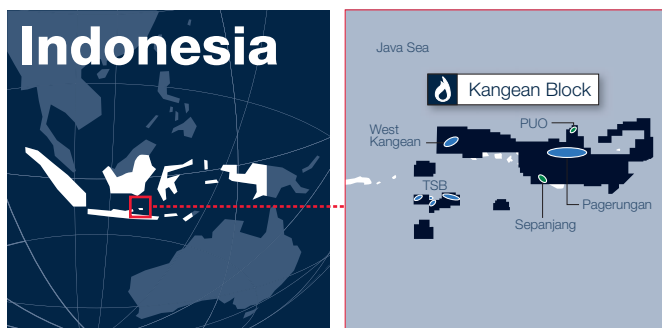 Indonesia
Java Sea
Kangean Block
PUO
West
Kangean
TSB
Pagerungan
Sepanjang